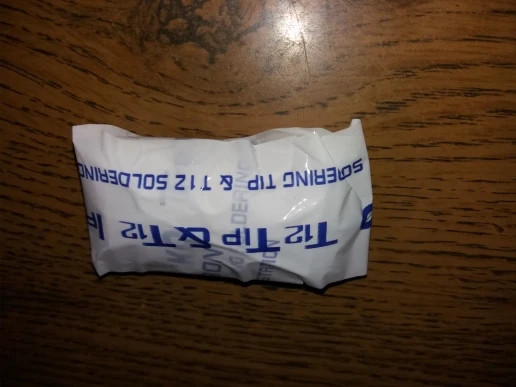 T12 TIP & T12
SOLDERING TIP & T12 SOLDERING